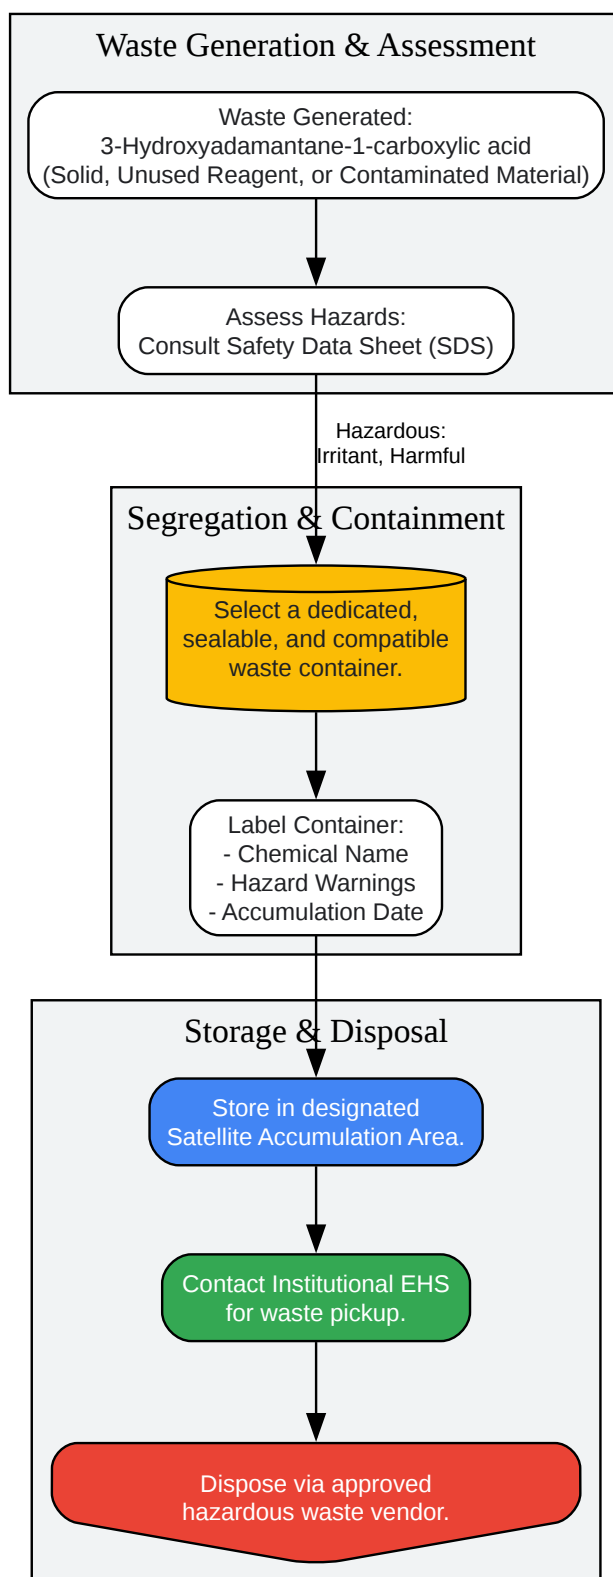 Waste Generation & Assessment
Waste Generated:
3-Hydroxyadamantane-1-carboxylic acid
(Solid, Unused Reagent, or Contaminated Material)
Assess Hazards:
Consult Safety Data Sheet (SDS)
Hazardous:
Irritant, Harmful
Segregation & Containment
Select a dedicated,
sealable, and compatible
waste container.
Label Container:
- Chemical Name
- Hazard Warnings
- Accumulation Date
Storage & Disposal
Store in designated
Satellite Accumulation Area.
Contact Institutional EHS
for waste pickup.
Dispose via approved
hazardous waste vendor.